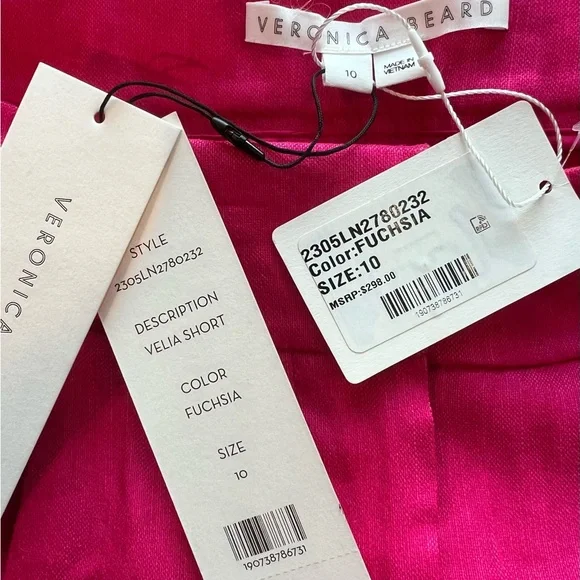 VERONICA BEARD
10
MADE IN
VIETNAM
VERONICA
STYLE
2305LN2780232
DESCRIPTION
VELIA SHORT
COLOR
FUCHSIA
SIZE
10
190738786731
2305LN2780232
Color:FUCHSIA
SIZE:10
MSRP:$298.00
190738786731